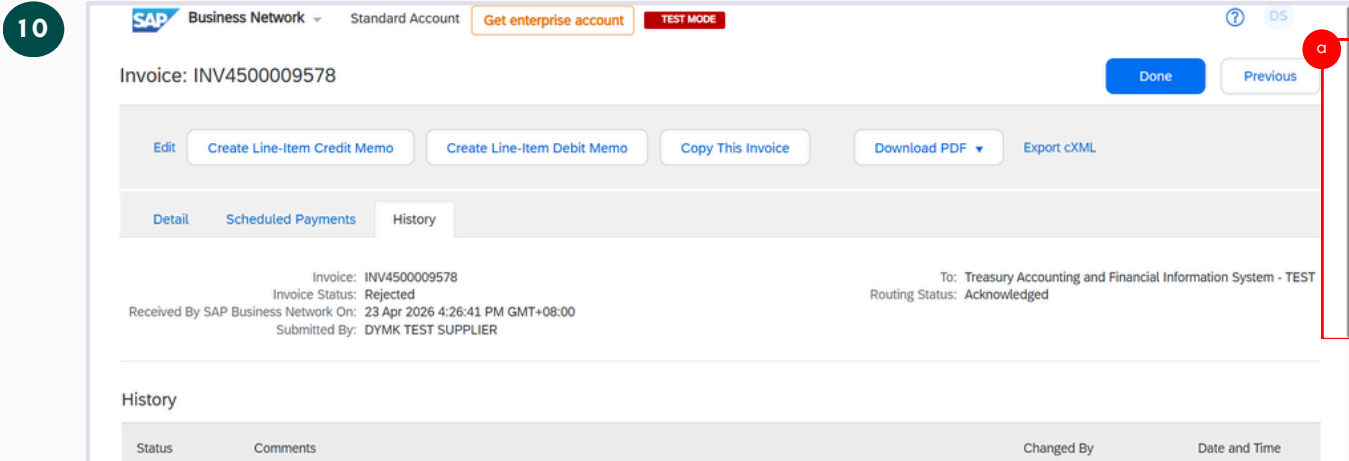 10
SAP Business Network Standard Account Get enterprise account TEST MODE ? DS
a
Invoice: INV4500009578 Done Previous
Edit Create Line-Item Credit Memo Create Line-Item Debit Memo Copy This Invoice Download PDF Export cXML
Detail Scheduled Payments History
Invoice: INV4500009578 To: Treasury Accounting and Financial Information System - TEST
Invoice Status: Rejected Routing Status: Acknowledged
Received By SAP Business Network On: 23 Apr 2026 4:26:41 PM GMT+08:00
Submitted By: DYMK TEST SUPPLIER
History
Status Comments Changed By Date and Time